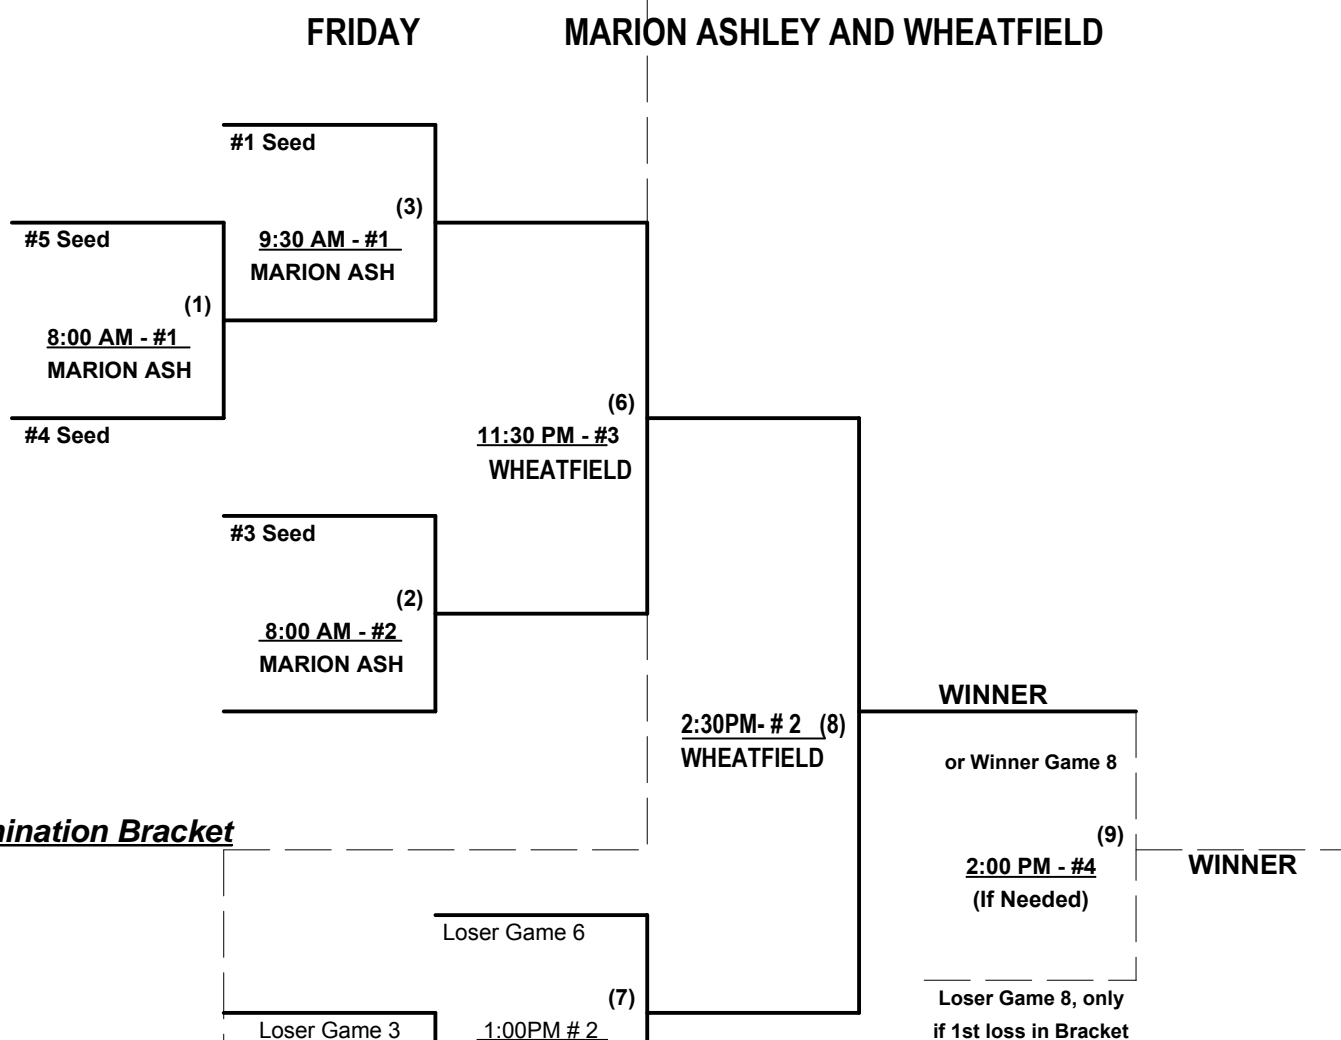 FRIDAY MARION ASHLEY AND WHEATFIELD
#1 Seed
(3)
#5 Seed
9:30 AM - #1
MARION ASH
(1)
8:00 AM - #1
MARION ASH
(6)
#4 Seed
11:30 PM - #3
WHEATFIELD
#3 Seed
(2)
8:00 AM - #2
MARION ASH
WINNER
2:30PM- # 2 (8)
WHEATFIELD
or Winner Game 8
mination Bracket
(9)
2:00 PM - #4
WINNER
(If Needed)
Loser Game 6
(7)
Loser Game 8, only
if 1st loss in Bracket
Loser Game 3
1:00PM # 2